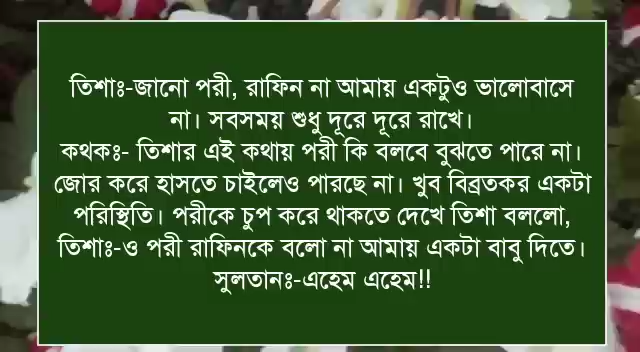 তিশাঃ-জানো পরী, রাফিন না আমায় একটুও ভালোবাসে
না। সবসময় শুধু দূরে দূরে রাখে।
কথকঃ- তিশার এই কথায় পরী কি বলবে বুঝতে পারে না।
জোর করে হাসতে চাইলেও পারছে না। খুব বিব্রতকর একটা
পরিস্থিতি। পরীকে চুপ করে থাকতে দেখে তিশা বললো,
তিশাঃ-ও পরী রাফিনকে বলো না আমায় একটা বাবু দিতে।
সুলতানঃ-এহেম এহেম!!